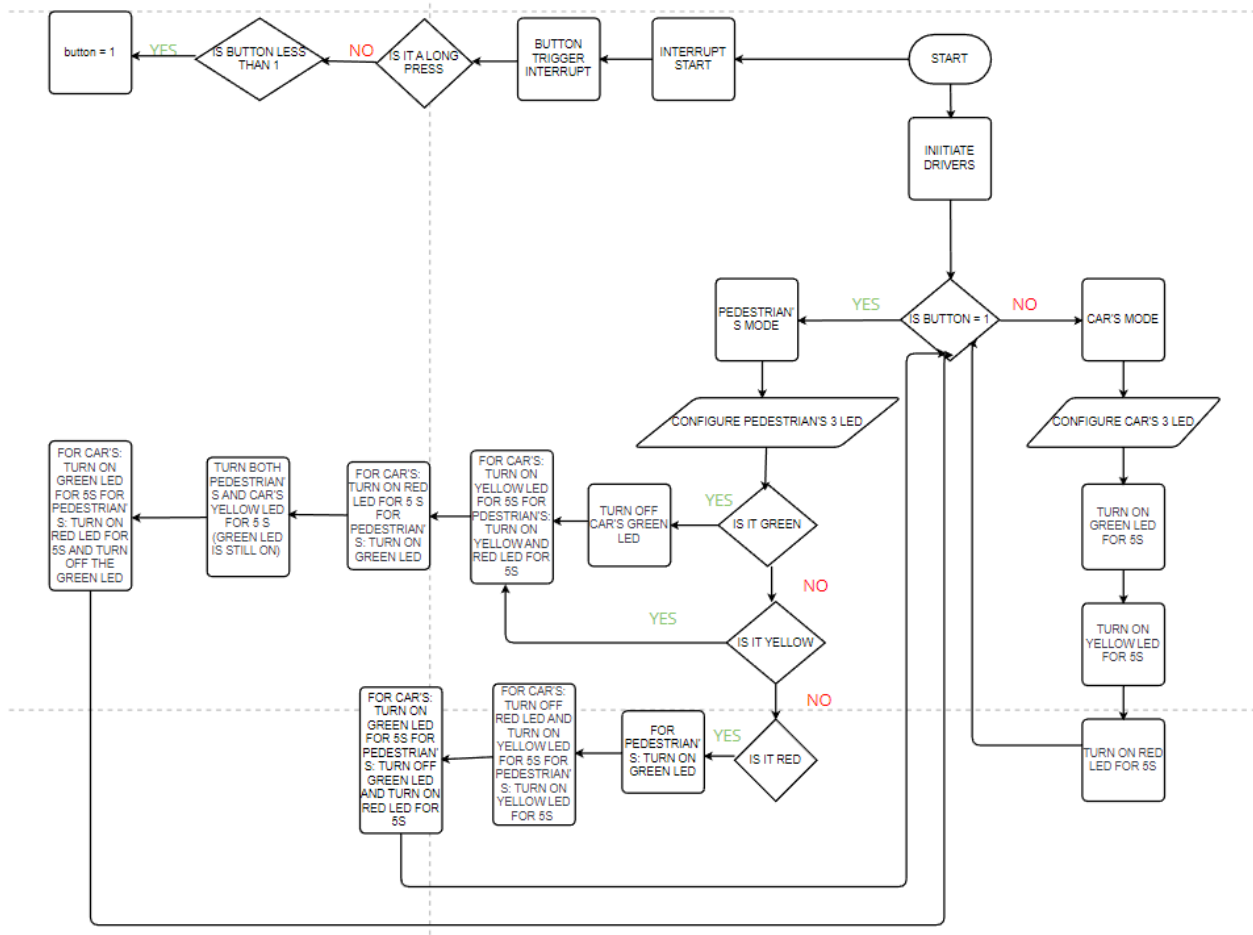 button = 1
YES
IS BUTTON LESS
THAN 1
NO
IS IT A LONG
PRESS
BUTTON
TRIGGER
INTERRUPT
INTERRUPT
START
START
INIITIATE
DRIVERS
PEDESTRIAN'
S MODE
YES
IS BUTTON = 1
NO
CAR'S MODE
CONFIGURE PEDESTRIAN'S 3 LED
CONFIGURE CAR'S 3 LED
FOR CAR'S:
TURN ON
GREEN LED
FOR 5S FOR
PEDESTRIAN'
S: TURN ON
RED LED FOR
5S AND TURN
OFF THE
GREEN LED
TURN BOTH
PEDESTRIAN'
S AND CAR'S
YELLOW LED
FOR 5 S
(GREEN LED
IS STILL ON)
FOR CAR'S:
TURN ON RED
LED FOR 5 S
FOR
PEDESTRIAN'
S: TURN ON
GREEN LED
FOR CAR'S:
TURN ON
YELLOW LED
FOR 5S FOR
PDESTRIAN'S:
TURN ON
YELLOW AND
RED LED FOR
5S
TURN OFF
CAR'S GREEN
LED
YES
IS IT GREEN
TURN ON
GREEN LED
FOR 5S
NO
YES
IS IT YELLOW
TURN ON
YELLOW LED
FOR 5S
NO
FOR CAR'S:
TURN ON
GREEN LED
FOR 5S FOR
PEDESTRIAN'
S: TURN OFF
GREEN LED
AND TURN ON
RED LED FOR
5S
FOR CAR'S:
TURN OFF
RED LED AND
TURN ON
YELLOW LED
FOR 5S FOR
PEDESTRIAN'
S: TURN ON
YELLOW LED
FOR 5S
FOR
PEDESTRIAN'
S: TURN ON
GREEN LED
YES
IS IT RED
TURN ON RED
LED FOR 5S